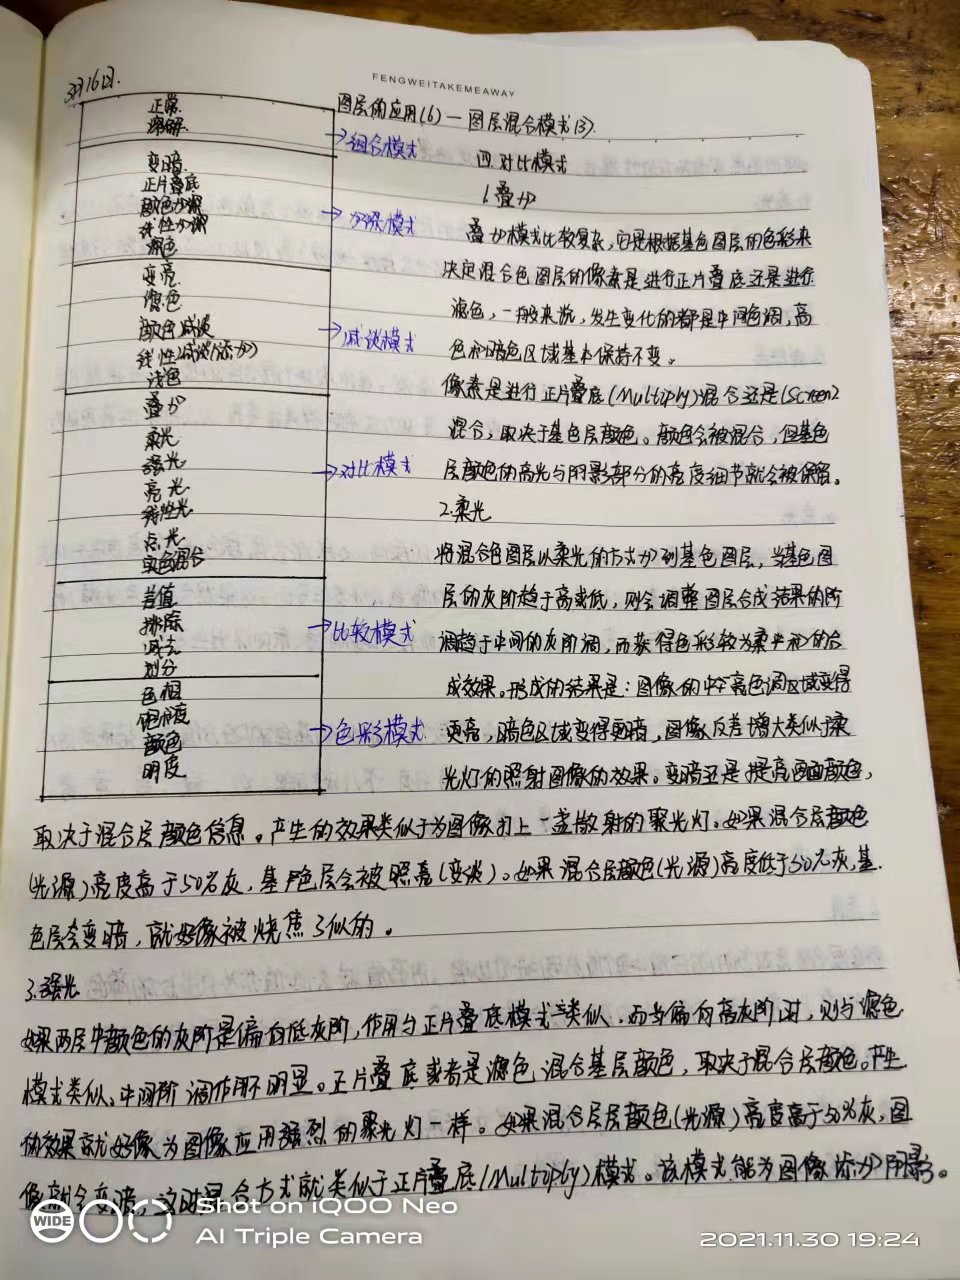 FENGWEITAKEMEAWAY
3月16日.
图层的应用(6)—图层混合模式(3)
正常
溶解
→组合模式
变暗
正片叠底
颜色加深
线性加深
深色
→加深模式
变亮
滤色
颜色减淡
线性减淡(添加)
浅色
→减淡模式
叠加
柔光
强光
亮光
线性光
点光
实色混合
→对比模式
差值
排除
减去
划分
→比较模式
色相
饱和度
颜色
明度
→色彩模式
四.对比模式
1.叠加
叠加模式比较复杂,它是根据基色图层的色彩来
决定混合色图层的像素是进行正片叠底还是进行
滤色,一般来说,发生变化的都是中间色调,高
色和暗色区域基本保持不变。
像素是进行正片叠底(Multiply)混合还是(Screen)
混合,取决于基色层颜色。颜色会被混合,但基色
层颜色的高光与阴影部分的亮度细节就会被保留。
2.柔光
将混合色图层以柔光的方式加到基色图层,当基色图
层的灰阶趋于高或低,则会调整图层合成结果的阶
调趋于中间的灰阶调,而获得色彩较为柔和的合
成效果。形成的结果是:图像的中高色调区域变得
更亮,暗色区域变得更暗,图像反差增大类似于柔
光灯的照射图像的效果。变暗还是提亮画面颜色,
取决于混合层颜色信息。产生的效果类似于为图像打上一盏散射的聚光灯。如果混合层颜色
(光源)亮度高于50%灰,基色层会被照亮(变淡)。如果混合层颜色(光源)亮度低于50%灰,基
色层会变暗,就好像被烧焦了似的。
3.强光
如果两层中颜色的灰阶是偏向低灰阶,作用与正片叠底模式类似,而当偏向高灰阶时,则与滤色
模式类似。中间阶调作用不明显。正片叠底或者是滤色混合基层颜色,取决于混合层颜色。产生
的效果就好像为图像应用强烈的聚光灯一样。如果混合层层颜色(光源)亮度高于50%灰,图
像就会变亮,这时混合方式就类似于正片叠底(Multiply)模式。该模式能为图像添加阴影。
Shot on iQOO Neo
AI Triple Camera
WIDE
2021.11.30 19:24